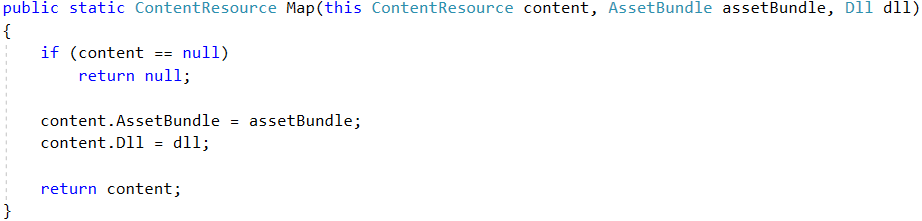 public static ContentResource Map(this ContentResource content, AssetBundle assetBundle, Dll dll)
{
    if (content == null)
        return null;

    content.AssetBundle = assetBundle;
    content.Dll = dll;

    return content;
}